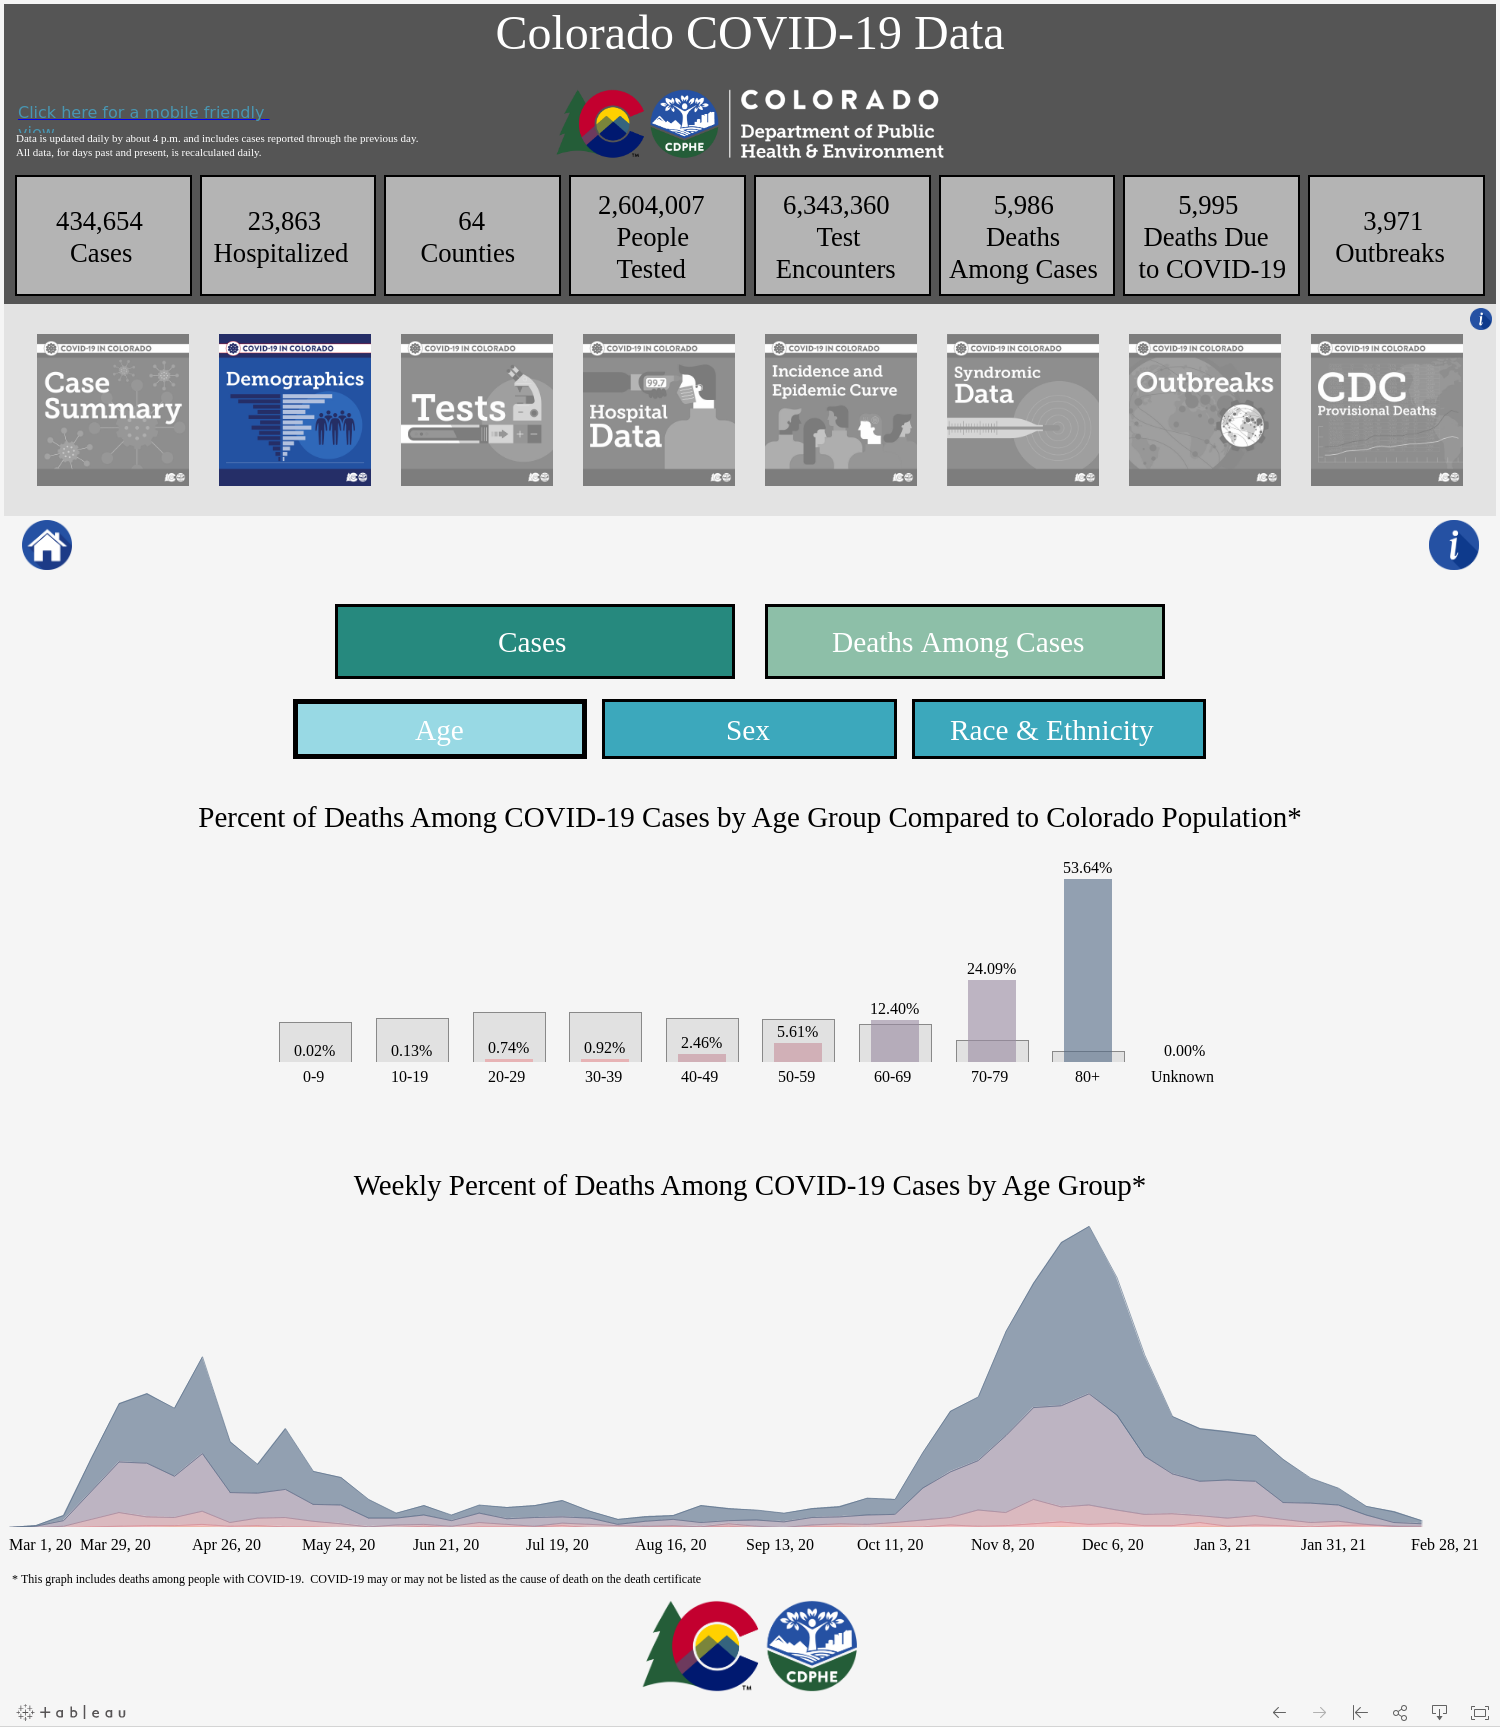 Colorado COVID-19 Data
Click here for a mobile friendly
view
Data is updated daily by about 4 p.m. and includes cases reported through the previous day.
All data, for days past and present, is recalculated daily.
CDPHE
TM
COLORADO
Department of Public
Health & Environment
434,654
Cases
23,863
Hospitalized
64
Counties
2,604,007
People
Tested
6,343,360
Test
Encounters
5,986
Deaths
Among Cases
5,995
Deaths Due
to COVID-19
3,971
Outbreaks
i
COVID-19 IN COLORADO
Case
Summary
COVID-19 IN COLORADO
Demographics
COVID-19 IN COLORADO
Tests
COVID-19 IN COLORADO
99.7
Hospital
Data
COVID-19 IN COLORADO
Incidence and
Epidemic Curve
COVID-19 IN COLORADO
Syndromic
Data
COVID-19 IN COLORADO
Outbreaks
COVID-19 IN COLORADO
CDC
Provisional Deaths
i
Cases
Deaths Among Cases
Age
Sex
Race & Ethnicity
Percent of Deaths Among COVID-19 Cases by Age Group Compared to Colorado Population*
0.02% 0.13% 0.74% 0.92% 2.46% 5.61% 12.40% 24.09% 53.64% 0.00%
0-9 10-19 20-29 30-39 40-49 50-59 60-69 70-79 80+ Unknown
Weekly Percent of Deaths Among COVID-19 Cases by Age Group*
Mar 1, 20 Mar 29, 20 Apr 26, 20 May 24, 20 Jun 21, 20 Jul 19, 20 Aug 16, 20 Sep 13, 20 Oct 11, 20 Nov 8, 20 Dec 6, 20 Jan 3, 21 Jan 31, 21 Feb 28, 21
* This graph includes deaths among people with COVID-19. COVID-19 may or may not be listed as the cause of death on the death certificate
TM
CDPHE
+ableau